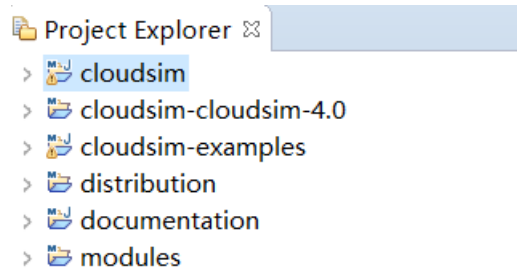 Project Explorer
cloudsim
cloudsim-cloudsim-4.0
cloudsim-examples
distribution
documentation
modules